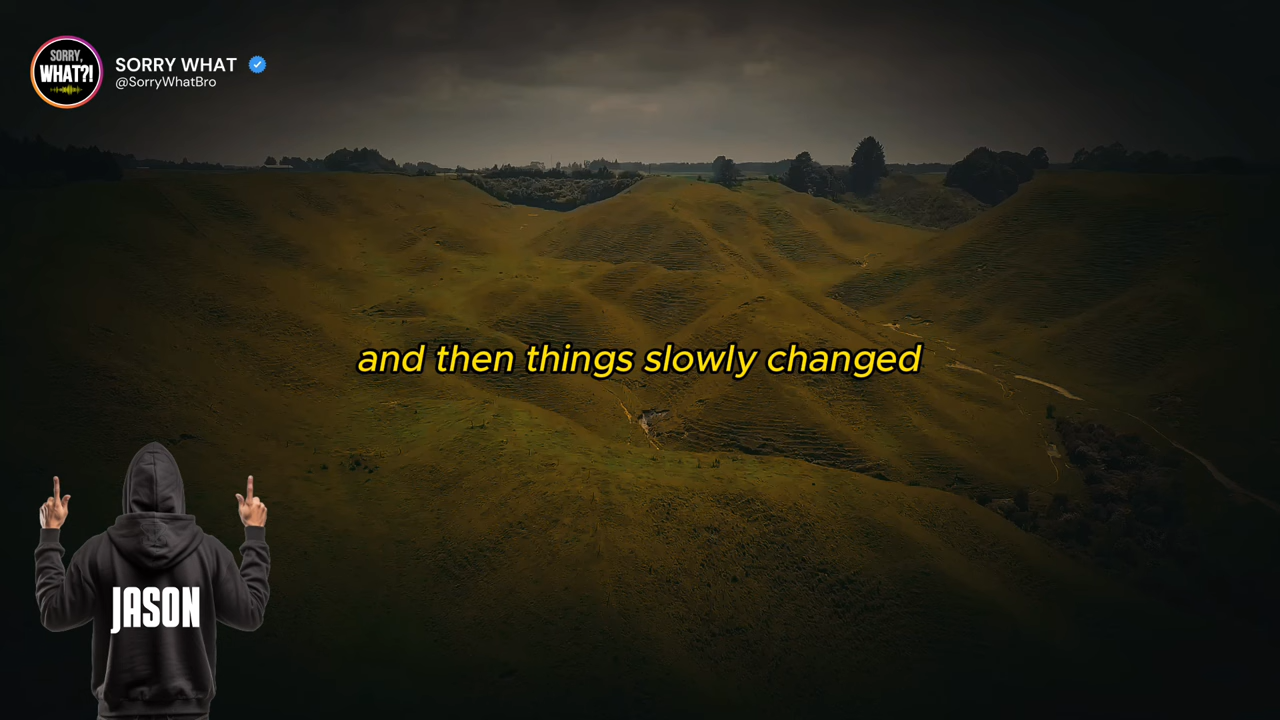 SORRY,
WHAT?!
SORRY WHAT
@SorryWhatBro
and then things slowly changed
JASON